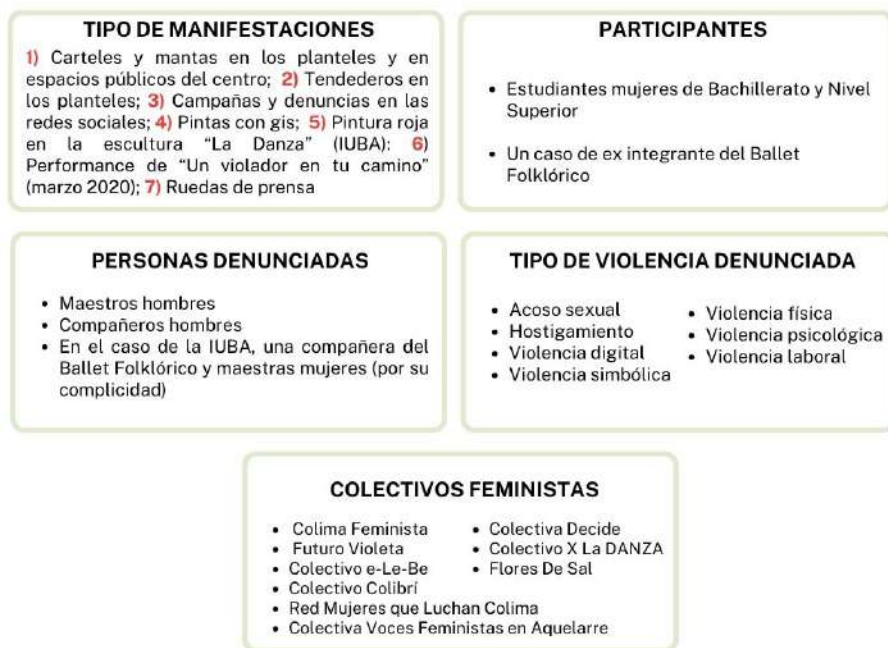 TIPO DE MANIFESTACIONES
1) Carteles y mantas en los planteles y en
espacios públicos del centro; 2) Tendederos en
los planteles; 3) Campañas y denuncias en las
redes sociales; 4) Pintas con gis; 5) Pintura roja
en la escultura “La Danza” (IUBA): 6)
Performance de “Un violador en tu camino”
(marzo 2020); 7) Ruedas de prensa
PARTICIPANTES
• Estudiantes mujeres de Bachillerato y Nivel
Superior
• Un caso de ex integrante del Ballet
Folklórico
PERSONAS DENUNCIADAS
• Maestros hombres
• Compañeros hombres
• En el caso de la IUBA, una compañera del
Ballet Folklórico y maestras mujeres (por su
complicidad)
TIPO DE VIOLENCIA DENUNCIADA
• Acoso sexual
• Hostigamiento
• Violencia digital
• Violencia simbólica
• Violencia física
• Violencia psicológica
• Violencia laboral
COLECTIVOS FEMINISTAS
• Colima Feminista
• Futuro Violeta
• Colectivo e-Le-Be
• Colectivo Colibrí
• Red Mujeres que Luchan Colima
• Colectiva Voces Feministas en Aquelarre
• Colectiva Decide
• Colectivo X La DANZA
• Flores De Sal